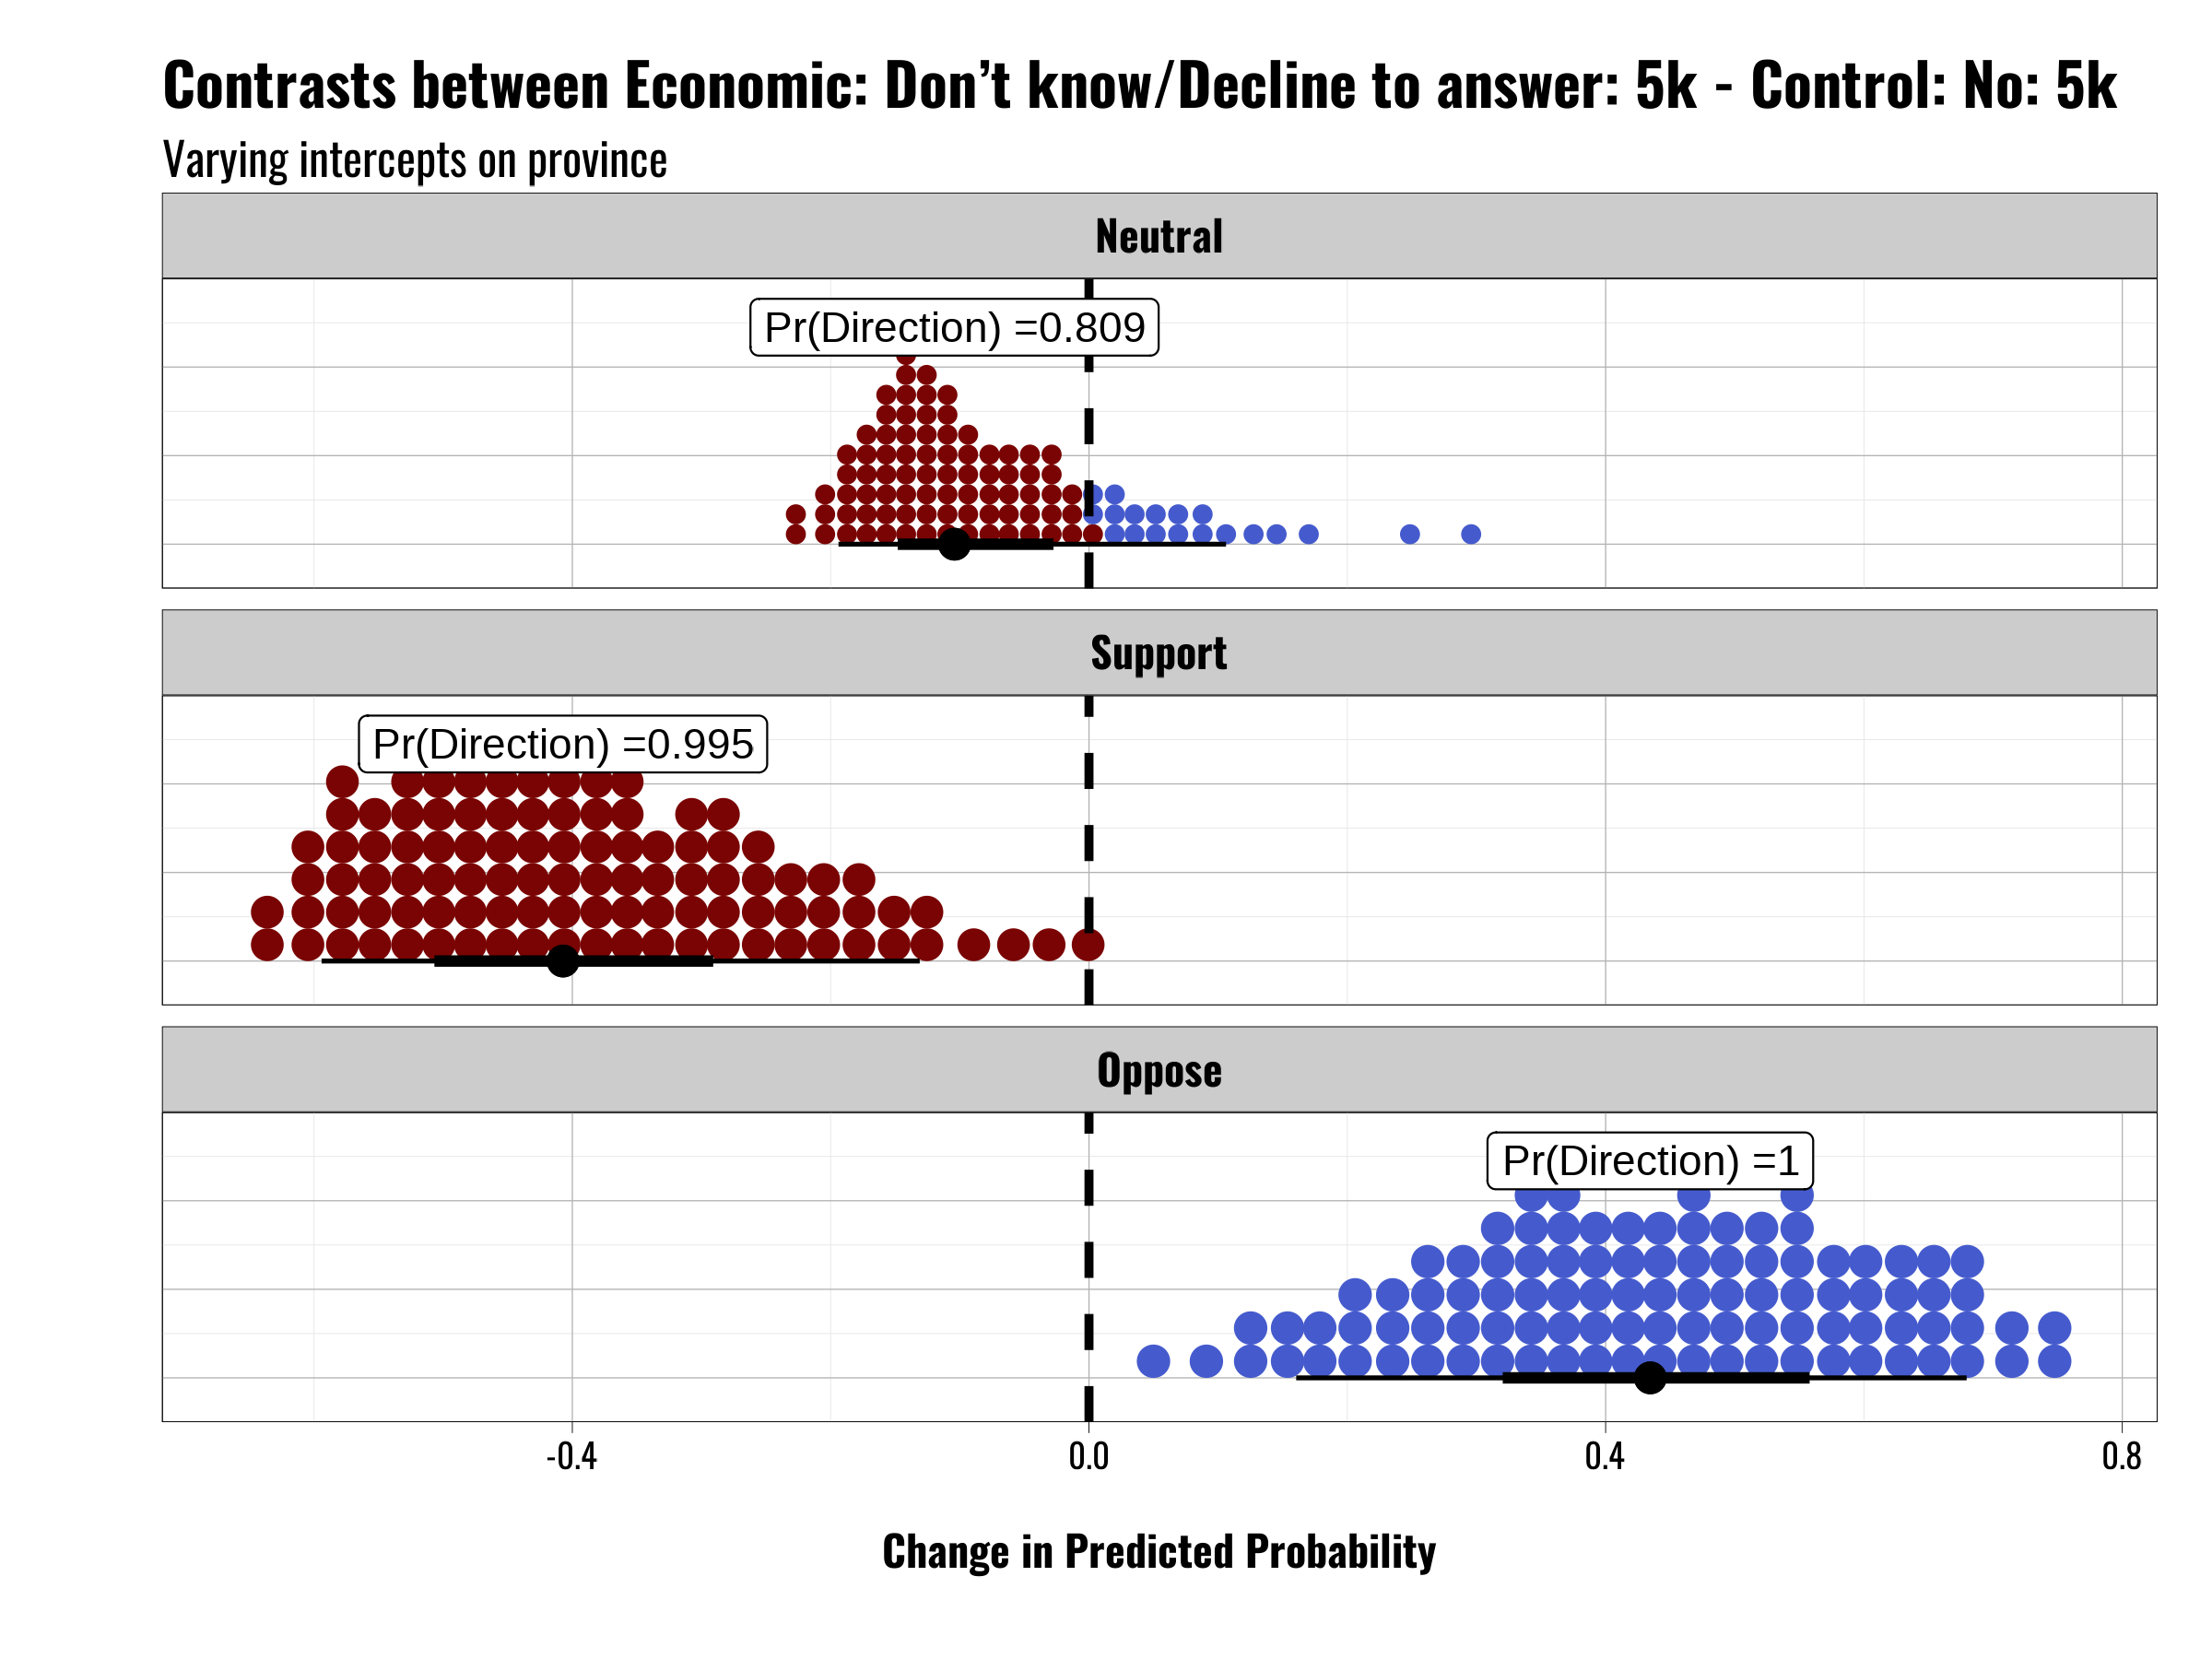 Contrasts between Economic: Don’t know/Decline to answer: 5k - Control: No: 5k
Varying intercepts on province
Neutral
Pr(Direction) =0.809
Support
Pr(Direction) =0.995
Oppose
Pr(Direction) =1
-0.4 0.0 0.4 0.8
Change in Predicted Probability